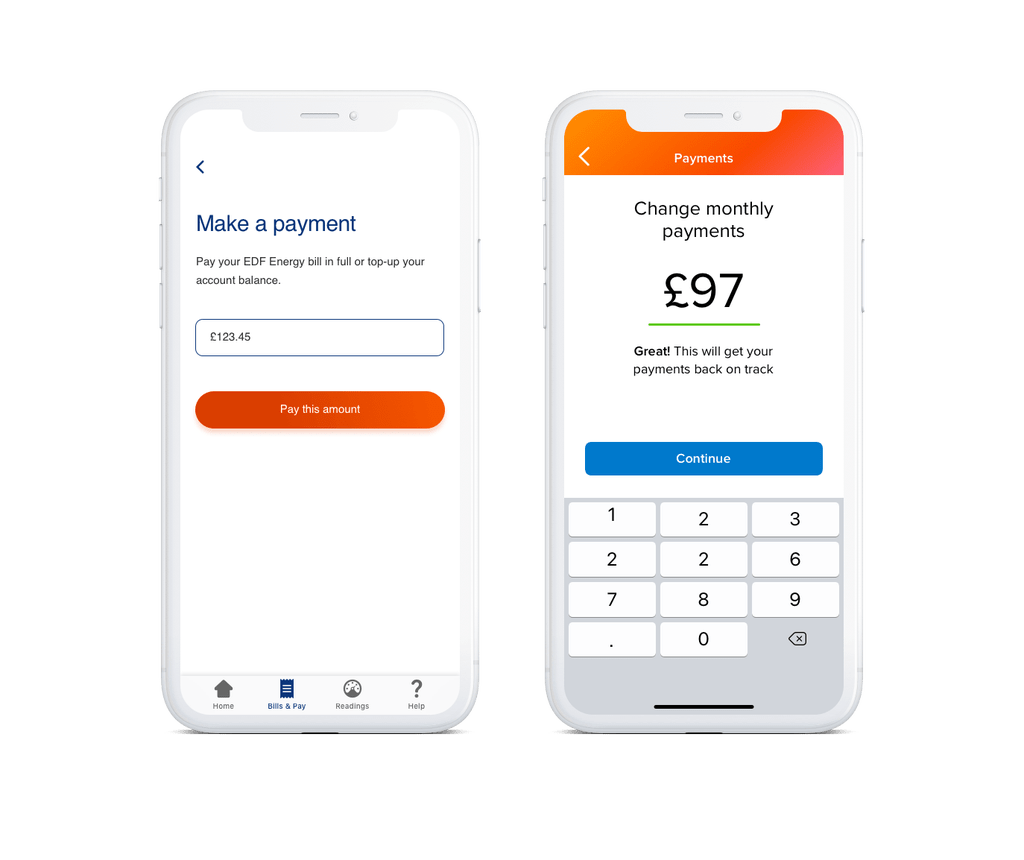 Make a payment
Pay your EDF Energy bill in full or top-up your
account balance.
£123.45
Pay this amount
Home
Bills & Pay
Readings
Help
Payments
Change monthly
payments
£97
Great! This will get your
payments back on track
Continue
1 2 3
2 2 6
7 8 9
. 0